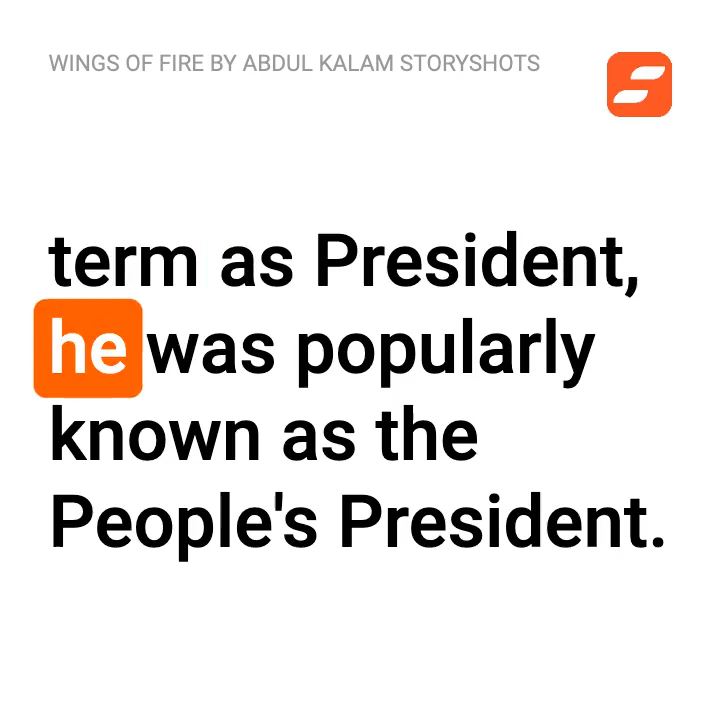 WINGS OF FIRE BY ABDUL KALAM STORYSHOTS
term as President,
he was popularly
known as the
People's President.